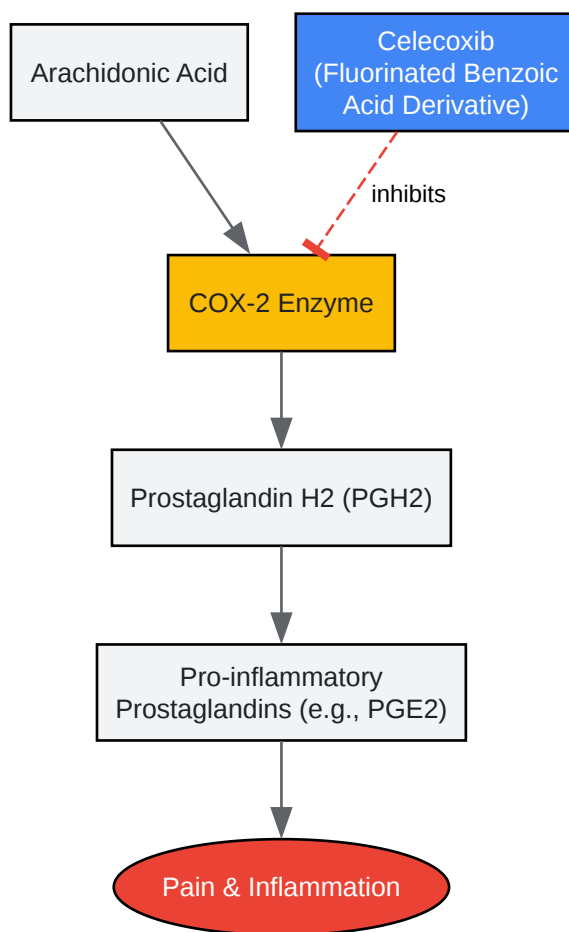 Arachidonic Acid
Celecoxib
(Fluorinated Benzoic
Acid Derivative)
inhibits
COX-2 Enzyme
Prostaglandin H2 (PGH2)
Pro-inflammatory
Prostaglandins (e.g., PGE2)
Pain & Inflammation